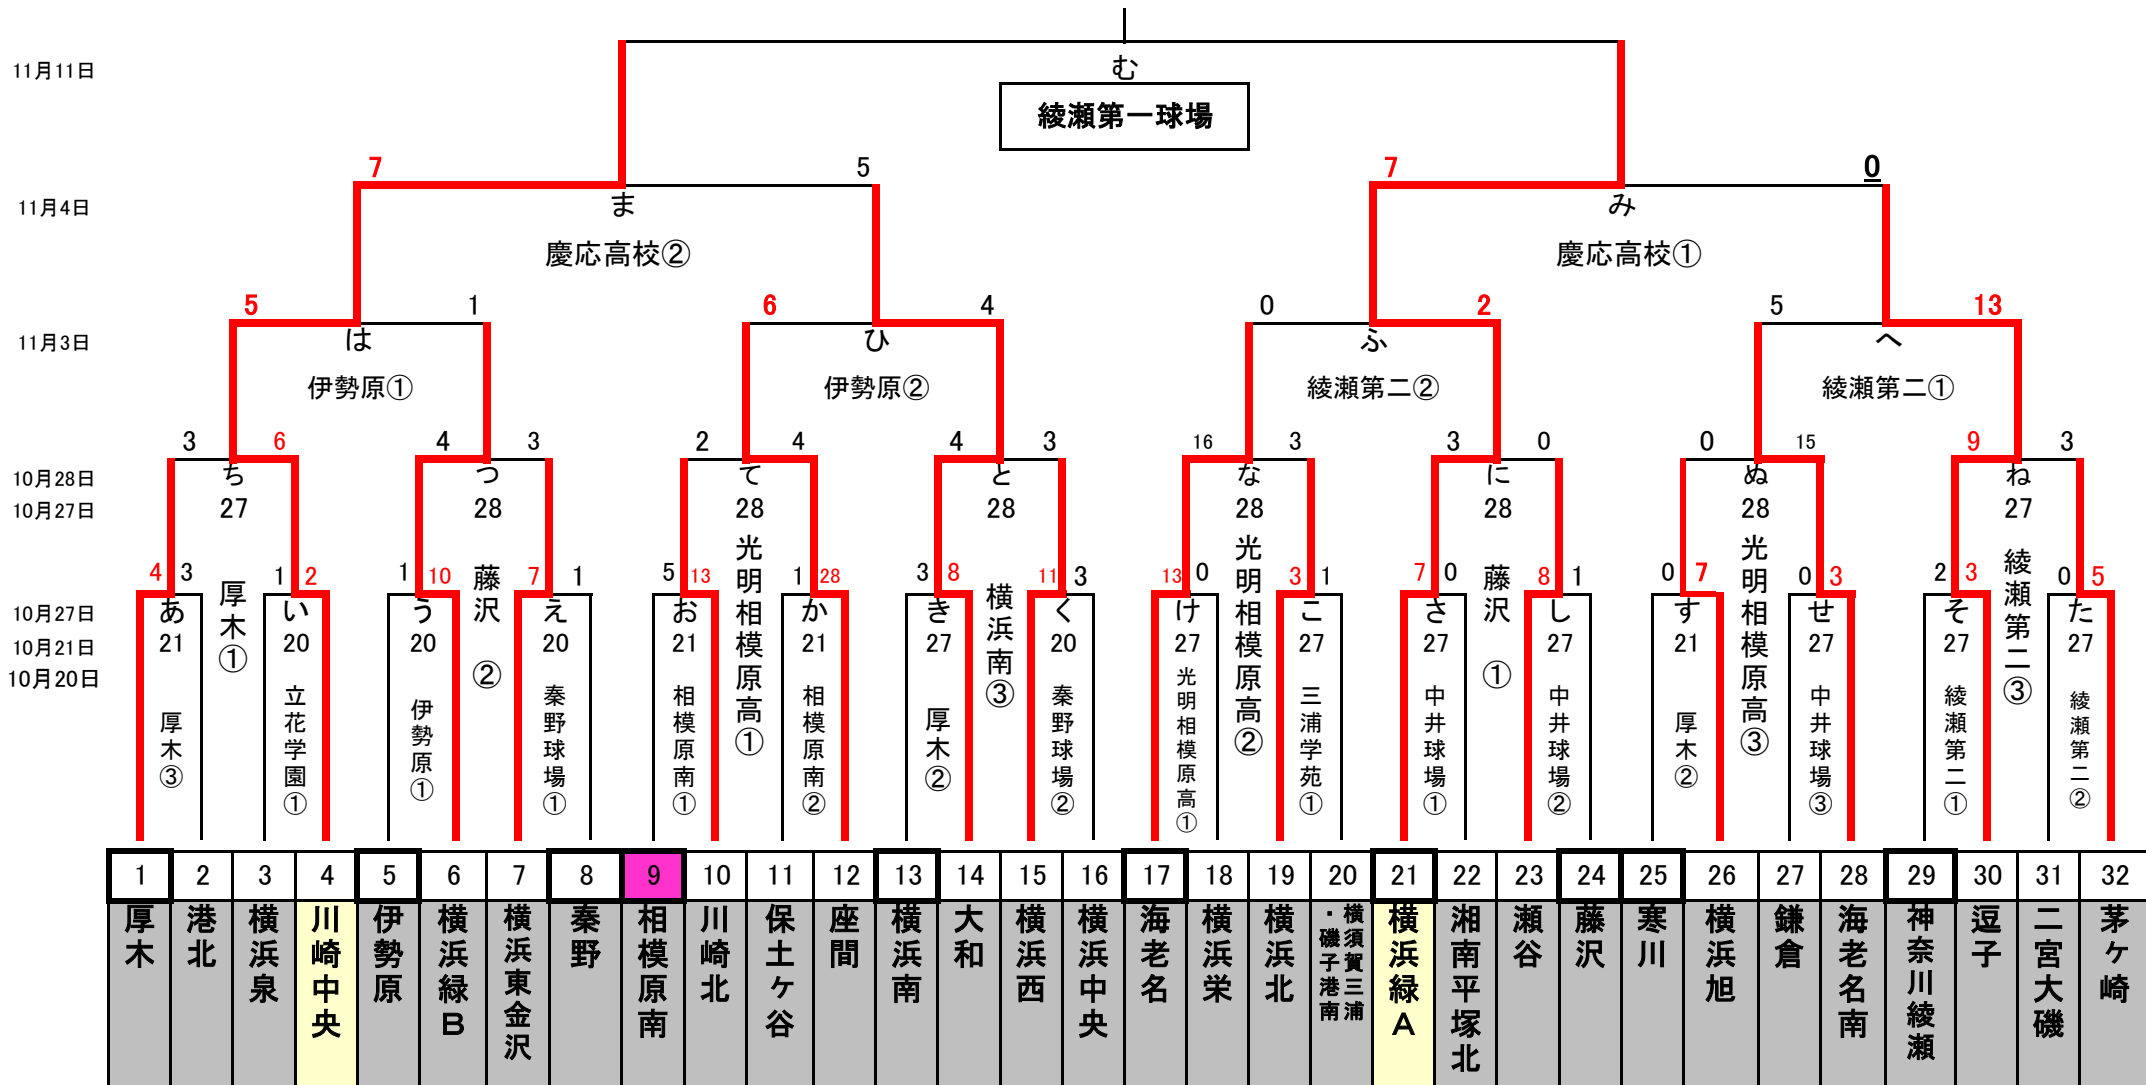 11月11日
む
綾瀬第一球場
7 5 7 0
11月4日
ま み
慶応高校② 慶応高校①
5 1 6 4 0 2 5 13
11月3日
は ひ ふ へ
伊勢原① 伊勢原② 綾瀬第二② 綾瀬第二①
3 6 4 3 2 4 4 3 16 3 3 0 0 15 9 3
10月28日
ち つ て と な に ぬ ね
10月27日
27 28 28 28 28 28 28 27
厚木①
藤沢②
光明相模原高①
横浜南③
光明相模原高②
藤沢①
光明相模原高③
綾瀬第二③
4 3 1 2 1 10 7 1 5 13 1 28 3 8 11 3 13 0 3 1 7 0 8 1 0 7 0 3 2 3 0 5
10月27日
あ い う え お か き く け こ さ し す せ そ た
10月21日
21 20 20 20 21 21 27 20 27 27 27 27 21 27 27 27
10月20日
厚木③
立花学園①
伊勢原①
秦野球場①
相模原南①
相模原南②
厚木②
秦野球場②
光明相模原高①
三浦学苑①
中井球場①
中井球場②
厚木②
中井球場③
綾瀬第二①
綾瀬第二②
1 2 3 4 5 6 7 8 9 10 11 12 13 14 15 16 17 18 19 20 21 22 23 24 25 26 27 28 29 30 31 32
厚木
港北
横浜泉
川崎中央
伊勢原
横浜緑B
横浜東金沢
秦野
相模原南
川崎北
保土ヶ谷
座間
横浜南
大和
横浜西
横浜中央
海老名
横浜栄
横浜北
横須賀三浦
・磯子港南
横浜緑A
湘南平塚北
瀬谷
藤沢
寒川
横浜旭
鎌倉
海老名南
神奈川綾瀬
逗子
二宮大磯
茅ヶ崎